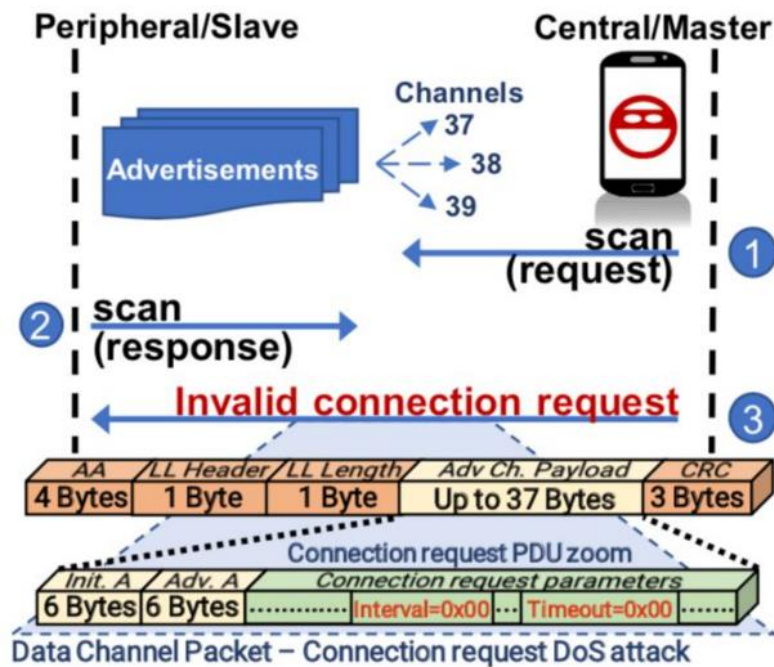 Peripheral/Slave
Central/Master
Channels
37
Advertisements
38
39
scan
(request)
1
2
scan
(response)
Invalid connection request
3
AA LL Header LL Length Adv Ch. Payload CRC
4 Bytes 1 Byte 1 Byte Up to 37 Bytes 3 Bytes
Connection request PDU zoom
Init. A Adv. A Connection request parameters
6 Bytes 6 Bytes ............ Interval=0x00 ... Timeout=0x00 .......
Data Channel Packet – Connection request DoS attack